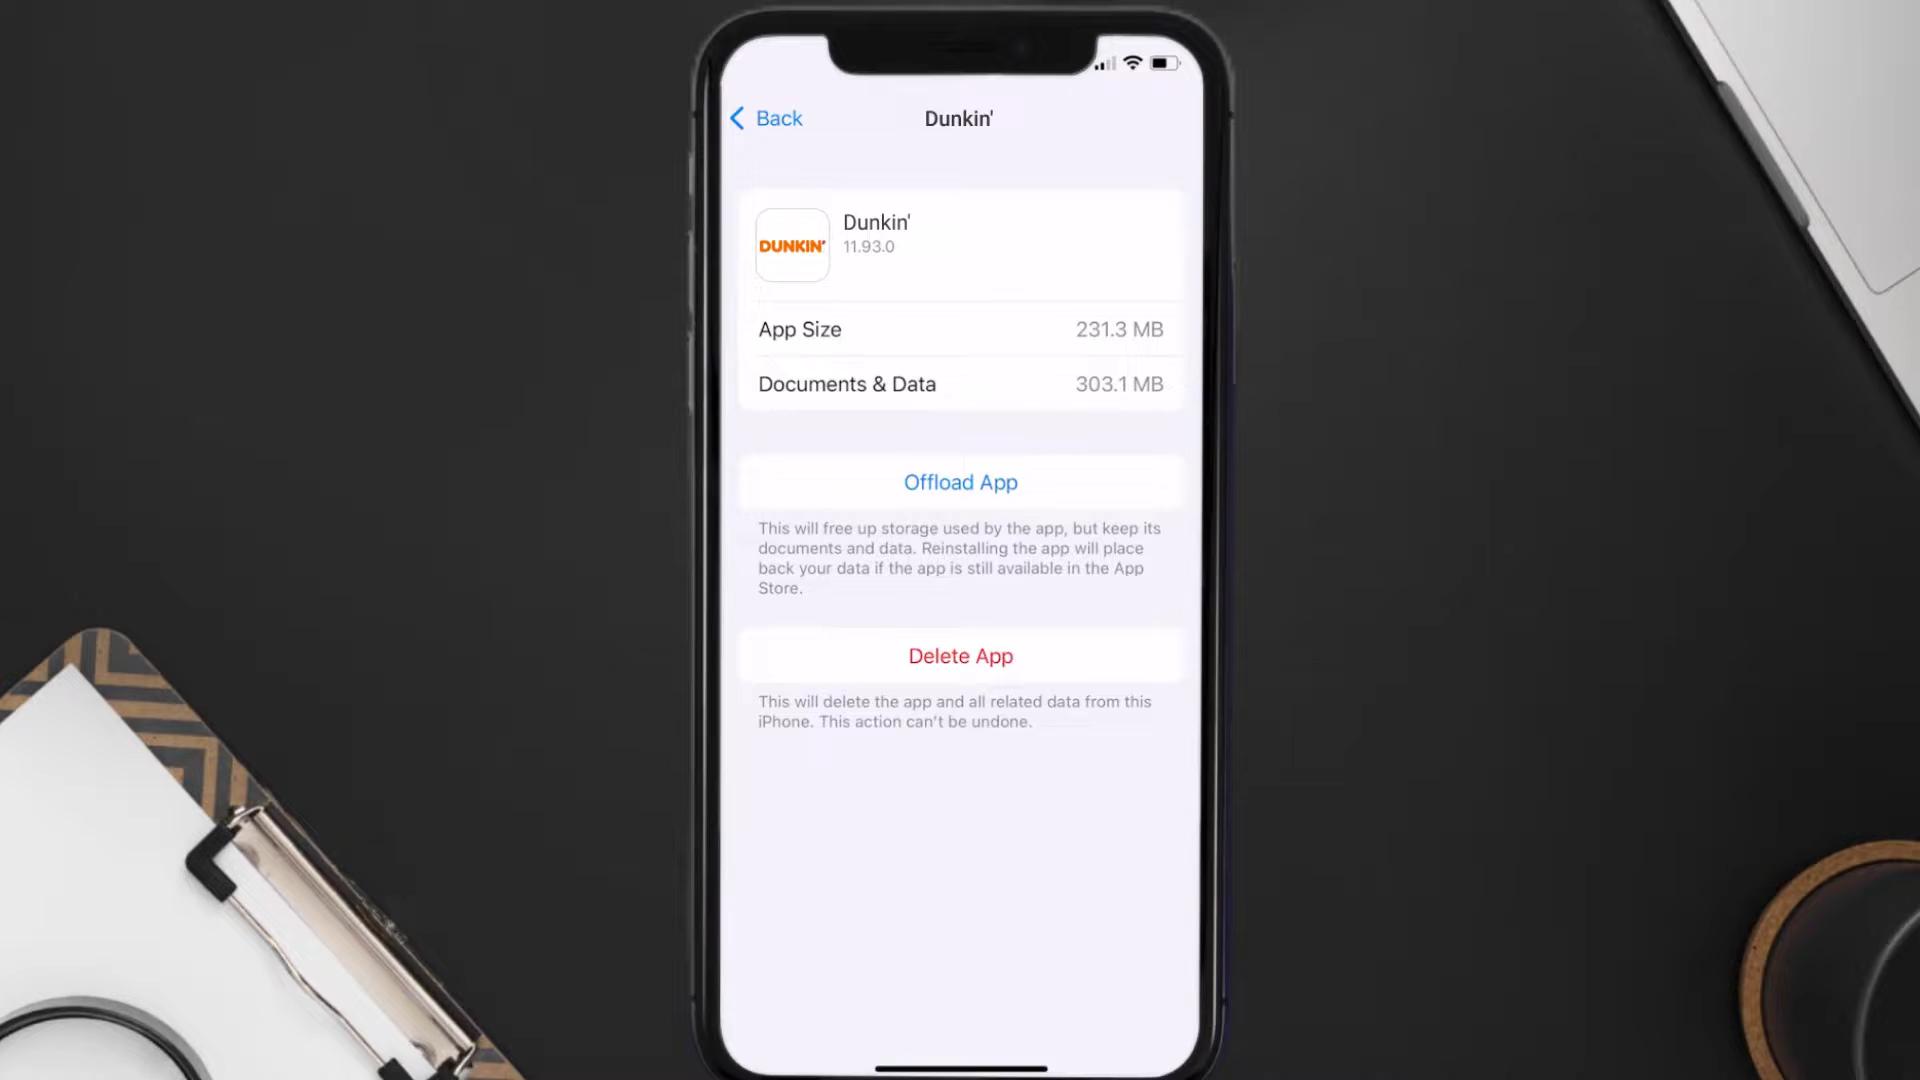 Back
Dunkin'
DUNKIN'
Dunkin'
11.93.0
App Size 231.3 MB
Documents & Data 303.1 MB
Offload App
This will free up storage used by the app, but keep its
documents and data. Reinstalling the app will place
back your data if the app is still available in the App
Store.
Delete App
This will delete the app and all related data from this
iPhone. This action can't be undone.